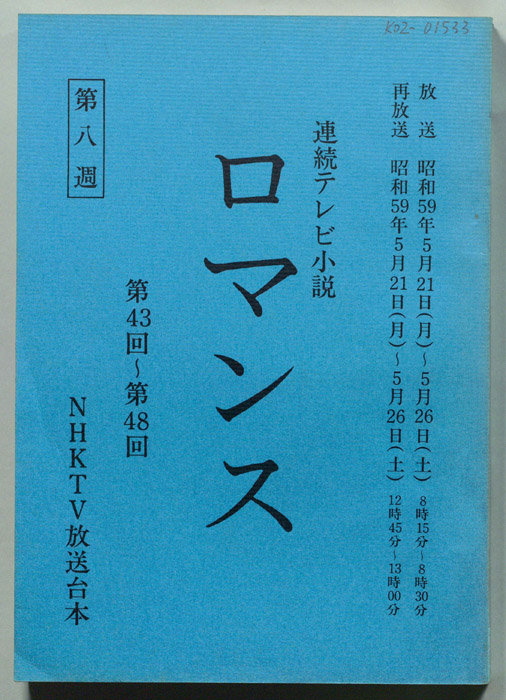 K02-01533
放送 昭和59年5月21日(月)〜5月26日(土) 8時15分〜8時30分
再放送 昭和59年5月21日(月)〜5月26日(土) 12時45分〜13時00分
連続テレビ小説
ロマンス
第43回〜第48回
第八週
NHKTV放送台本